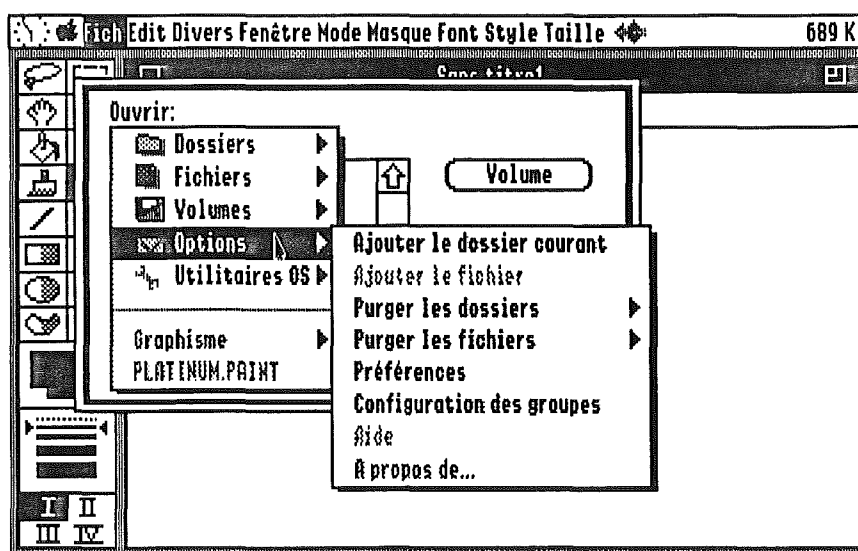 Fich Edit Divers Fenêtre Mode Masque Font Style Taille 689 K
Sans titre1
Ouvrir:
Dossiers
Fichiers
Volume
Volumes
Options
Ajouter le dossier courant
Utilitaires OS
Ajouter le fichier
Purger les dossiers
Graphisme
Purger les fichiers
PLATINUM.PAINT
Préférences
Configuration des groupes
Aide
A propos de...
I II
III IV